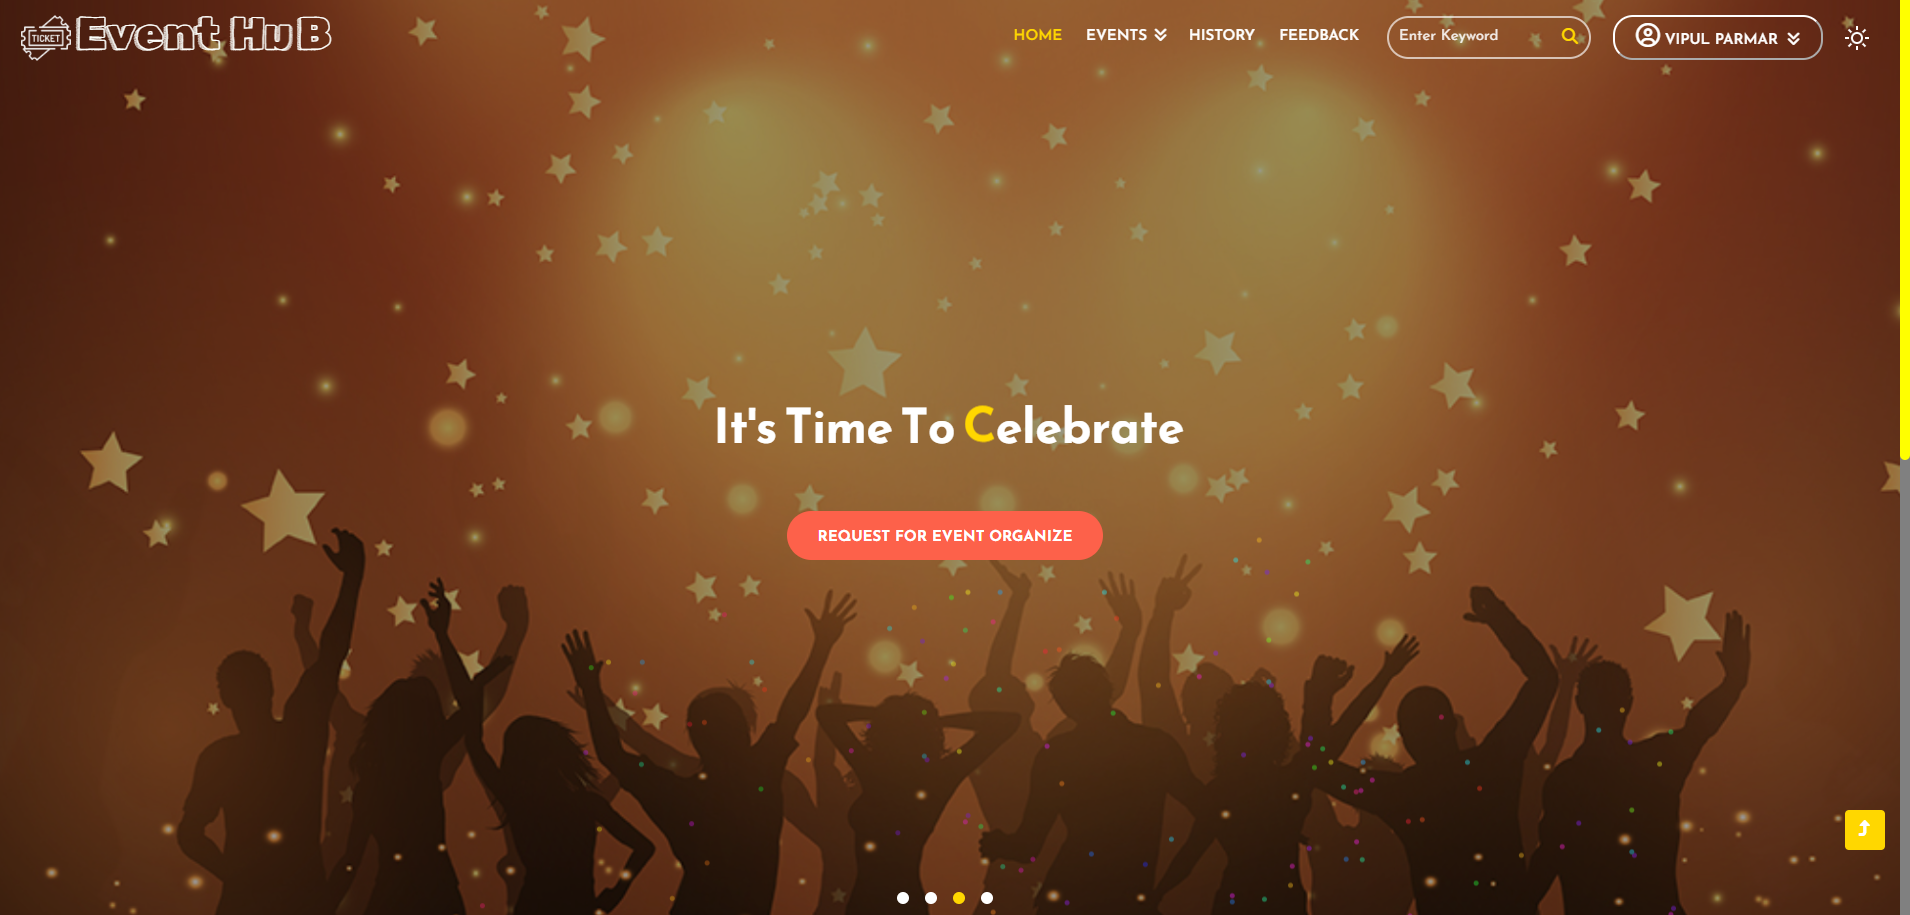 TICKET Event HuB
HOME EVENTS HISTORY FEEDBACK Enter Keyword VIPUL PARMAR
It's Time To Celebrate
REQUEST FOR EVENT ORGANIZE